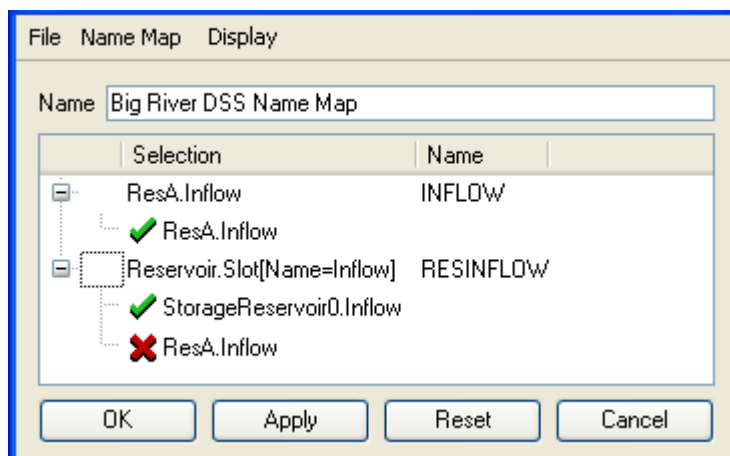 File Name Map Display
Name Big River DSS Name Map
Selection Name
ResA.Inflow INFLOW
ResA.Inflow
Reservoir.Slot[Name=Inflow] RESINFLOW
StorageReservoir0.Inflow
ResA.Inflow
OK Apply Reset Cancel